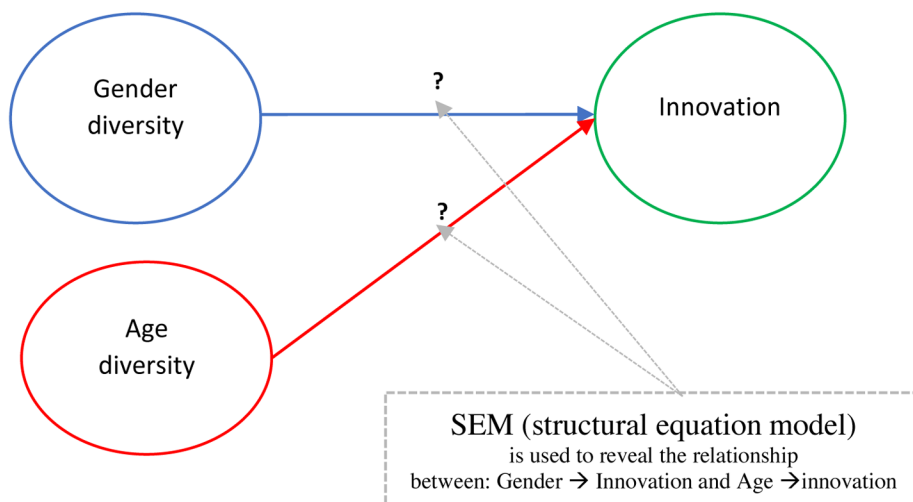 Gender
diversity
?
Innovation
?
Age
diversity
SEM (structural equation model)
is used to reveal the relationship
between: Gender → Innovation and Age →innovation